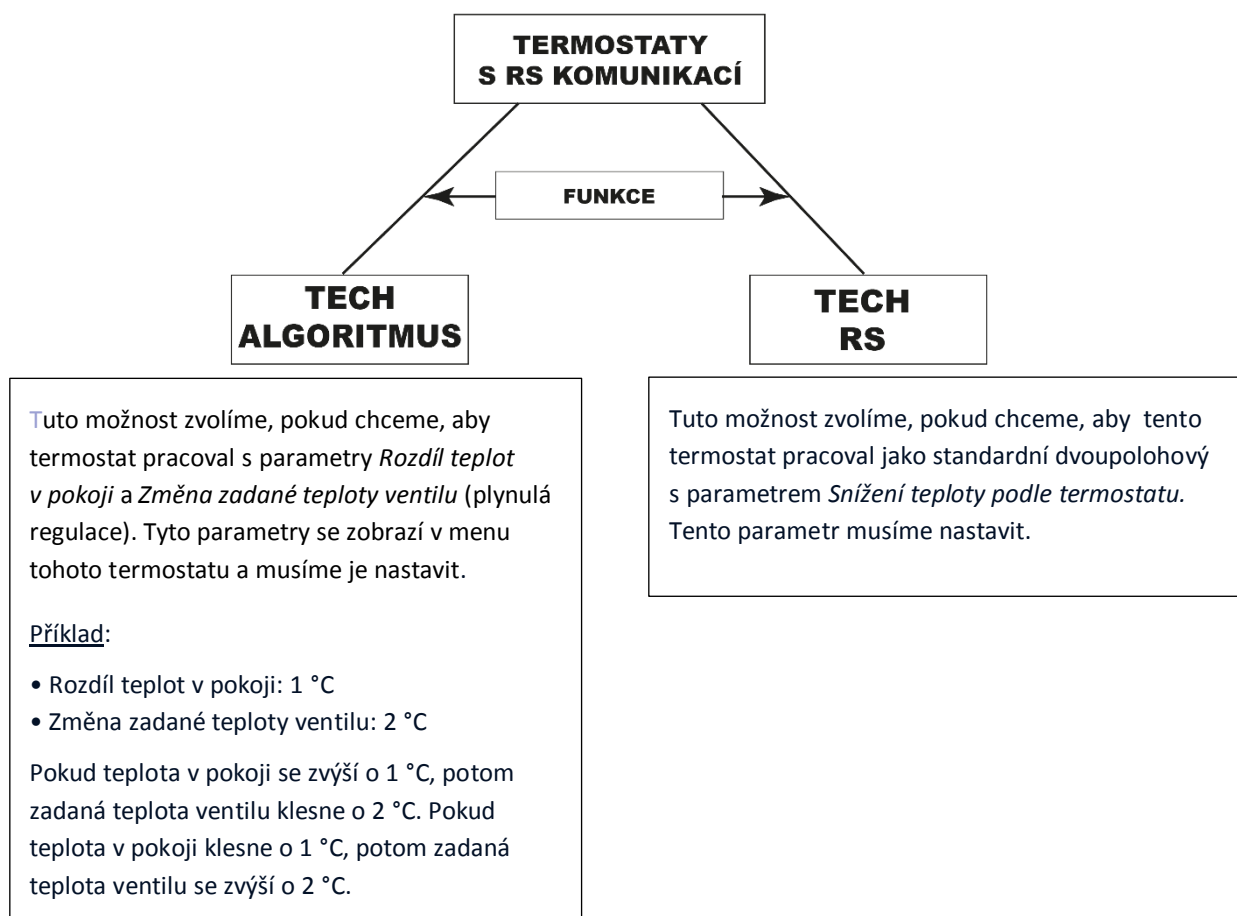 TERMOSTATY
S RS KOMUNIKACÍ
FUNKCE
TECH
ALGORITMUS
Tuto možnost zvolíme, pokud chceme, aby
termostat pracoval s parametry Rozdíl teplot
v pokoji a Změna zadané teploty ventilu (plynulá
regulace). Tyto parametry se zobrazí v menu
tohoto termostatu a musíme je nastavit.
Příklad:
• Rozdíl teplot v pokoji: 1 °C
• Změna zadané teploty ventilu: 2 °C
Pokud teplota v pokoji se zvýší o 1 °C, potom
zadaná teplota ventilu klesne o 2 °C. Pokud
teplota v pokoji klesne o 1 °C, potom zadaná
teplota ventilu se zvýší o 2 °C.
TECH
RS
Tuto možnost zvolíme, pokud chceme, aby tento
termostat pracoval jako standardní dvoupolohový
s parametrem Snížení teploty podle termostatu.
Tento parametr musíme nastavit.